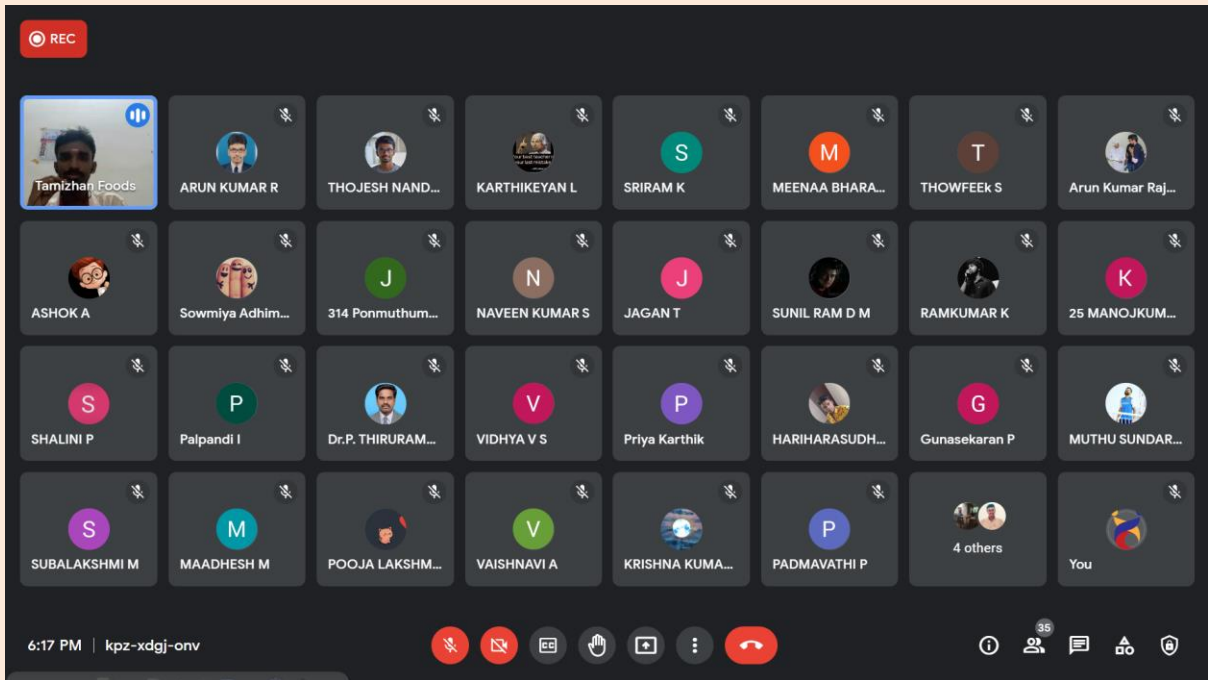 REC
Tamizhan Foods
ARUN KUMAR R
THOJESH NAND...
KARTHIKEYAN L
SRIRAM K
MEENAA BHARA...
THOWFEEk S
Arun Kumar Raj...
ASHOK A
Sowmiya Adhim...
314 Ponmuthum...
NAVEEN KUMAR S
JAGAN T
SUNIL RAM D M
RAMKUMAR K
25 MANOJKUM...
SHALINI P
Palpandi I
Dr.P. THIRURAM...
VIDHYA V S
Priya Karthik
HARIHARASUDH...
Gunasekaran P
MUTHU SUNDAR...
SUBALAKSHMI M
MAADHESH M
POOJA LAKSHM...
VAISHNAVI A
KRISHNA KUMA...
PADMAVATHI P
4 others
You
S
M
T
J
N
J
K
S
P
V
P
G
S
M
V
P
6:17 PM | kpz-xdgj-onv
CC
35